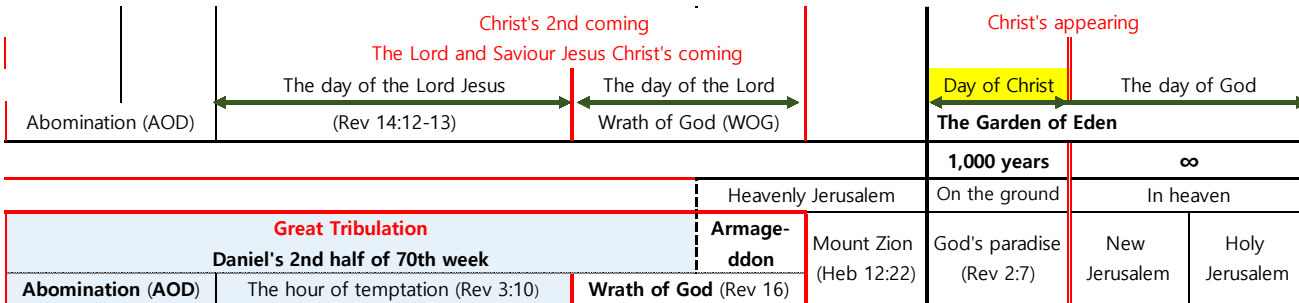 Christ's 2nd coming Christ's appearing
The Lord and Saviour Jesus Christ's coming
The day of the Lord Jesus The day of the Lord Day of Christ The day of God
Abomination (AOD) (Rev 14:12-13) Wrath of God (WOG) The Garden of Eden
1,000 years ∞
Heavenly Jerusalem On the ground In heaven
Great Tribulation Armage-
Daniel's 2nd half of 70th week ddon
Mount Zion God's paradise New Holy
(Heb 12:22) (Rev 2:7) Jerusalem Jerusalem
Abomination (AOD) The hour of temptation (Rev 3:10) Wrath of God (Rev 16)